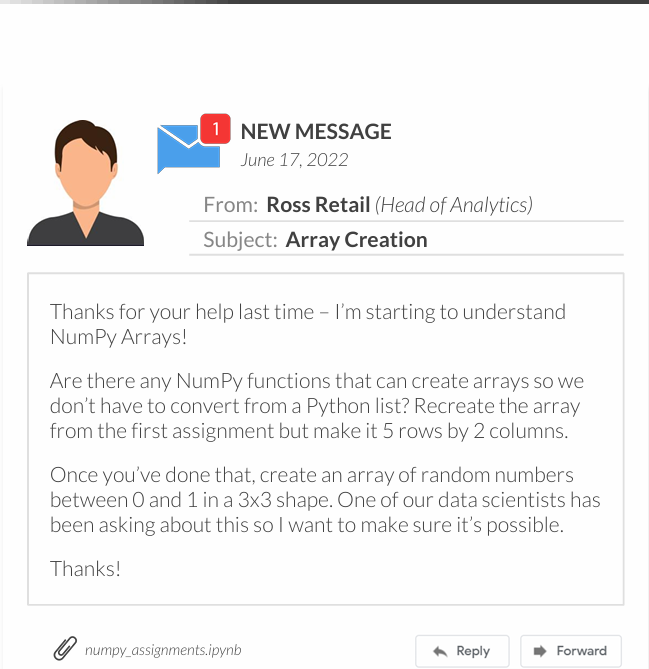 1
NEW MESSAGE
June 17, 2022
From: Ross Retail (Head of Analytics)
Subject: Array Creation
Thanks for your help last time – I’m starting to understand
NumPy Arrays!
Are there any NumPy functions that can create arrays so we
don’t have to convert from a Python list? Recreate the array
from the first assignment but make it 5 rows by 2 columns.
Once you’ve done that, create an array of random numbers
between 0 and 1 in a 3x3 shape. One of our data scientists has
been asking about this so I want to make sure it’s possible.
Thanks!
numpy_assignments.ipynb
Reply
Forward